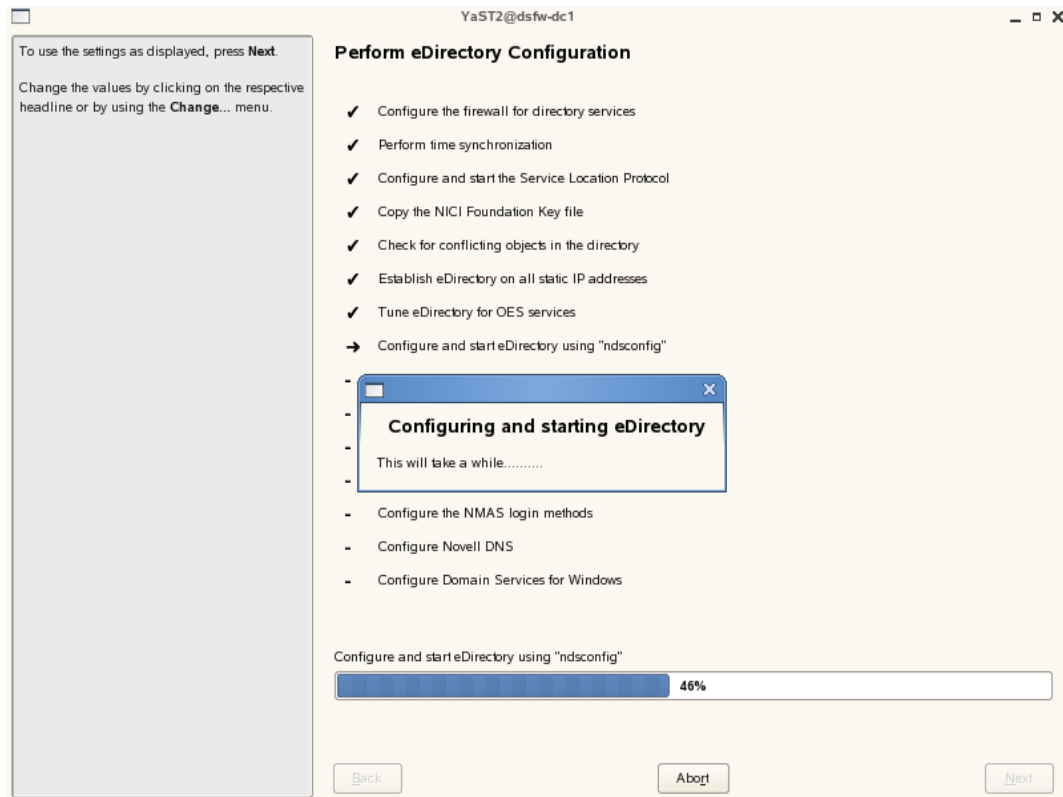 YaST2@dsfw-dc1
To use the settings as displayed, press Next.
Change the values by clicking on the respective
headline or by using the Change... menu.
Perform eDirectory Configuration
✔ Configure the firewall for directory services
✔ Perform time synchronization
✔ Configure and start the Service Location Protocol
✔ Copy the NICI Foundation Key file
✔ Check for conflicting objects in the directory
✔ Establish eDirectory on all static IP addresses
✔ Tune eDirectory for OES services
➔ Configure and start eDirectory using "ndsconfig"
-
-
-
-
Configuring and starting eDirectory
This will take a while..........
- Configure the NMAS login methods
- Configure Novell DNS
- Configure Domain Services for Windows
Configure and start eDirectory using "ndsconfig"
46%
Back
Abort
Next